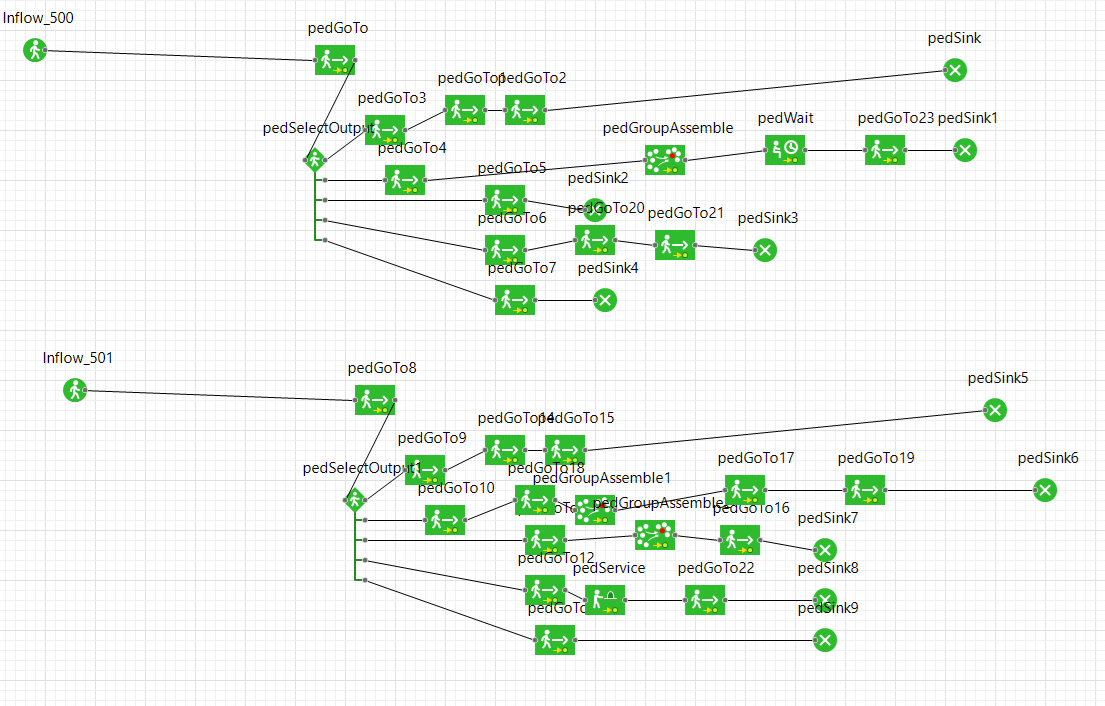 Inflow_500
pedGoTo
pedSink
pedGoTo2
pedGoTo3
pedSelectOutput
pedGroupAssemble
pedWait
pedGoTo23
pedSink1
pedGoTo4
pedGoTo5
pedSink2
pedGoTo20
pedGoTo6
pedGoTo21
pedSink3
pedGoTo7
pedSink4
Inflow_501
pedGoTo8
pedSink5
pedGoTo14
pedGoTo15
pedGoTo9
pedSelectOutput1
pedGoTo18
pedGroupAssemble1
pedGoTo17
pedGoTo19
pedSink6
pedGoTo10
pedGroupAssemble
pedGoTo16
pedSink7
pedGoTo12
pedService
pedGoTo22
pedSink8
pedGoTo
pedSink9